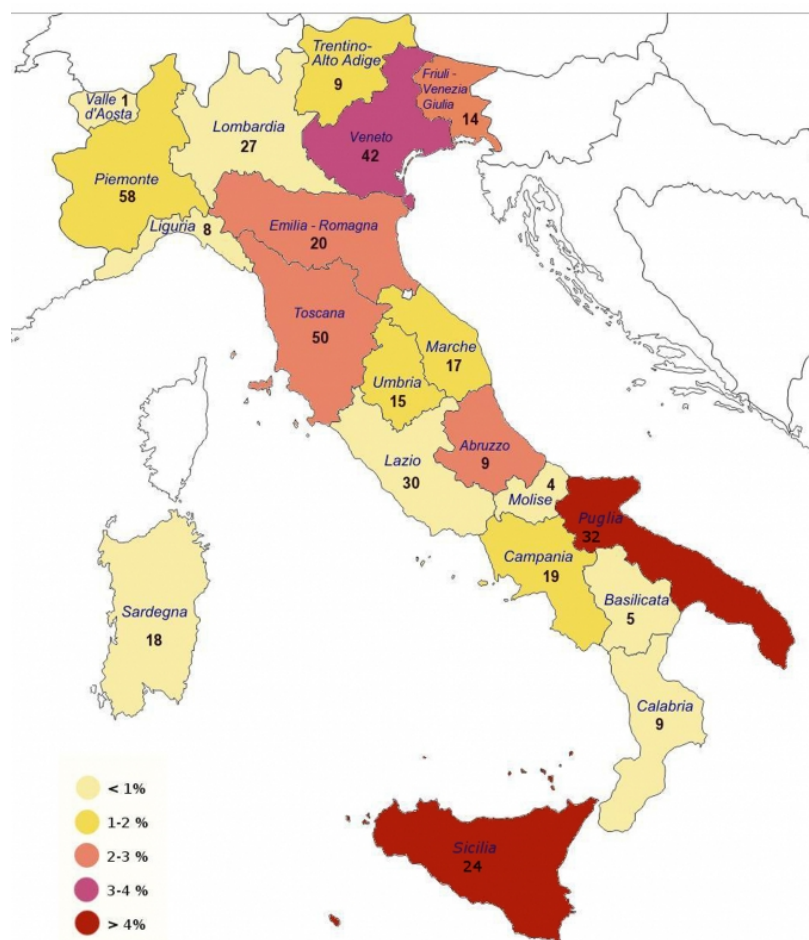 Trentino-
Alto Adige
9
Friuli -
Venezia
Giulia
14
Valle
d'Aosta
1
Lombardia
27
Veneto
42
Piemonte
58
Liguria
8
Emilia - Romagna
20
Toscana
50
Marche
17
Umbria
15
Abruzzo
9
Lazio
30
4
Molise
Puglia
32
Campania
19
Basilicata
5
Sardegna
18
Calabria
9
Sicilia
24
< 1%
1-2 %
2-3 %
3-4 %
> 4%